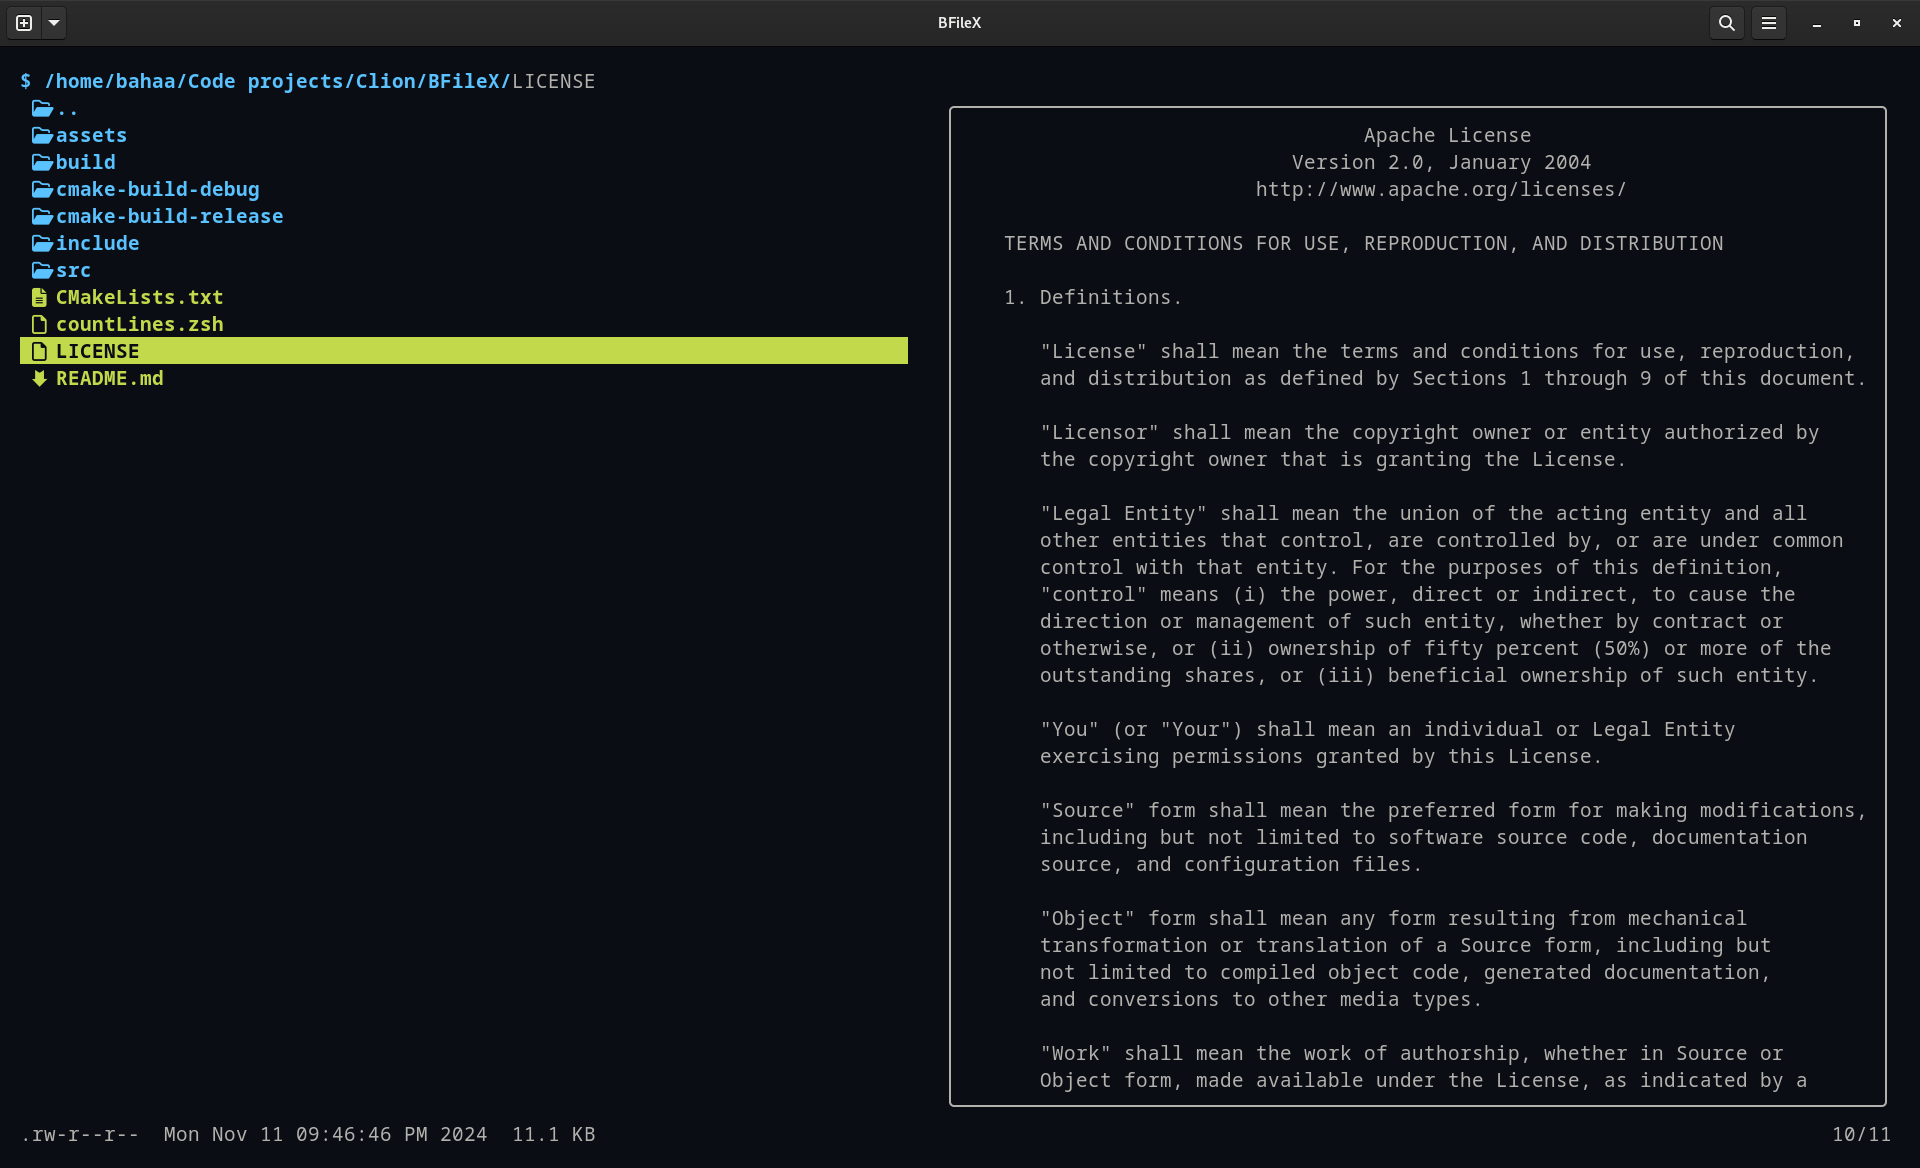 BFileX
$ /home/bahaa/Code projects/Clion/BFileX/LICENSE
..
assets
build
cmake-build-debug
cmake-build-release
include
src
CMakeLists.txt
countLines.zsh
LICENSE
README.md
Apache License
Version 2.0, January 2004
http://www.apache.org/licenses/
TERMS AND CONDITIONS FOR USE, REPRODUCTION, AND DISTRIBUTION
1. Definitions.
"License" shall mean the terms and conditions for use, reproduction,
and distribution as defined by Sections 1 through 9 of this document.
"Licensor" shall mean the copyright owner or entity authorized by
the copyright owner that is granting the License.
"Legal Entity" shall mean the union of the acting entity and all
other entities that control, are controlled by, or are under common
control with that entity. For the purposes of this definition,
"control" means (i) the power, direct or indirect, to cause the
direction or management of such entity, whether by contract or
otherwise, or (ii) ownership of fifty percent (50%) or more of the
outstanding shares, or (iii) beneficial ownership of such entity.
"You" (or "Your") shall mean an individual or Legal Entity
exercising permissions granted by this License.
"Source" form shall mean the preferred form for making modifications,
including but not limited to software source code, documentation
source, and configuration files.
"Object" form shall mean any form resulting from mechanical
transformation or translation of a Source form, including but
not limited to compiled object code, generated documentation,
and conversions to other media types.
"Work" shall mean the work of authorship, whether in Source or
Object form, made available under the License, as indicated by a
.rw-r--r--  Mon Nov 11 09:46:46 PM 2024  11.1 KB
10/11